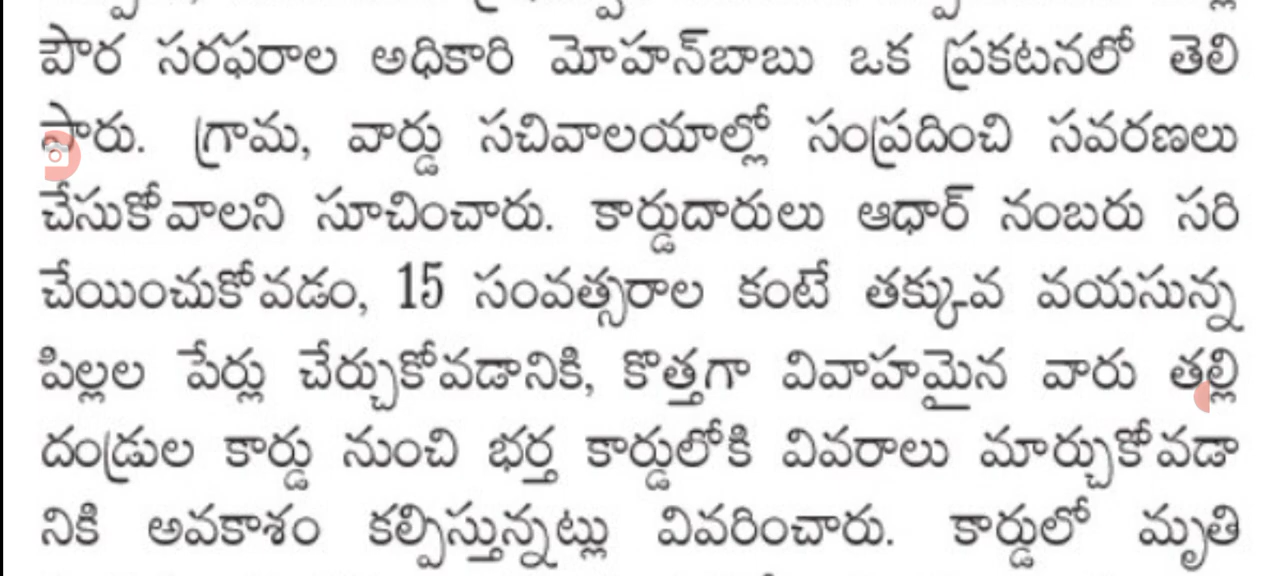 పౌర సరఫరాల అధికారి మోహన్‌బాబు ఒక ప్రకటనలో తెలి
పారు. గ్రామ, వార్డు సచివాలయాల్లో సంప్రదించి సవరణలు
చేసుకోవాలని సూచించారు. కార్డుదారులు ఆధార్ నంబరు సరి
చేయించుకోవడం, 15 సంవత్సరాల కంటే తక్కువ వయసున్న
పిల్లల పేర్లు చేర్చుకోవడానికి, కొత్తగా వివాహమైన వారు తల్లి
దండ్రుల కార్డు నుంచి భర్త కార్డులోకి వివరాలు మార్చుకోవడా
నికి అవకాశం కల్పిస్తున్నట్లు వివరించారు. కార్డులో మృతి